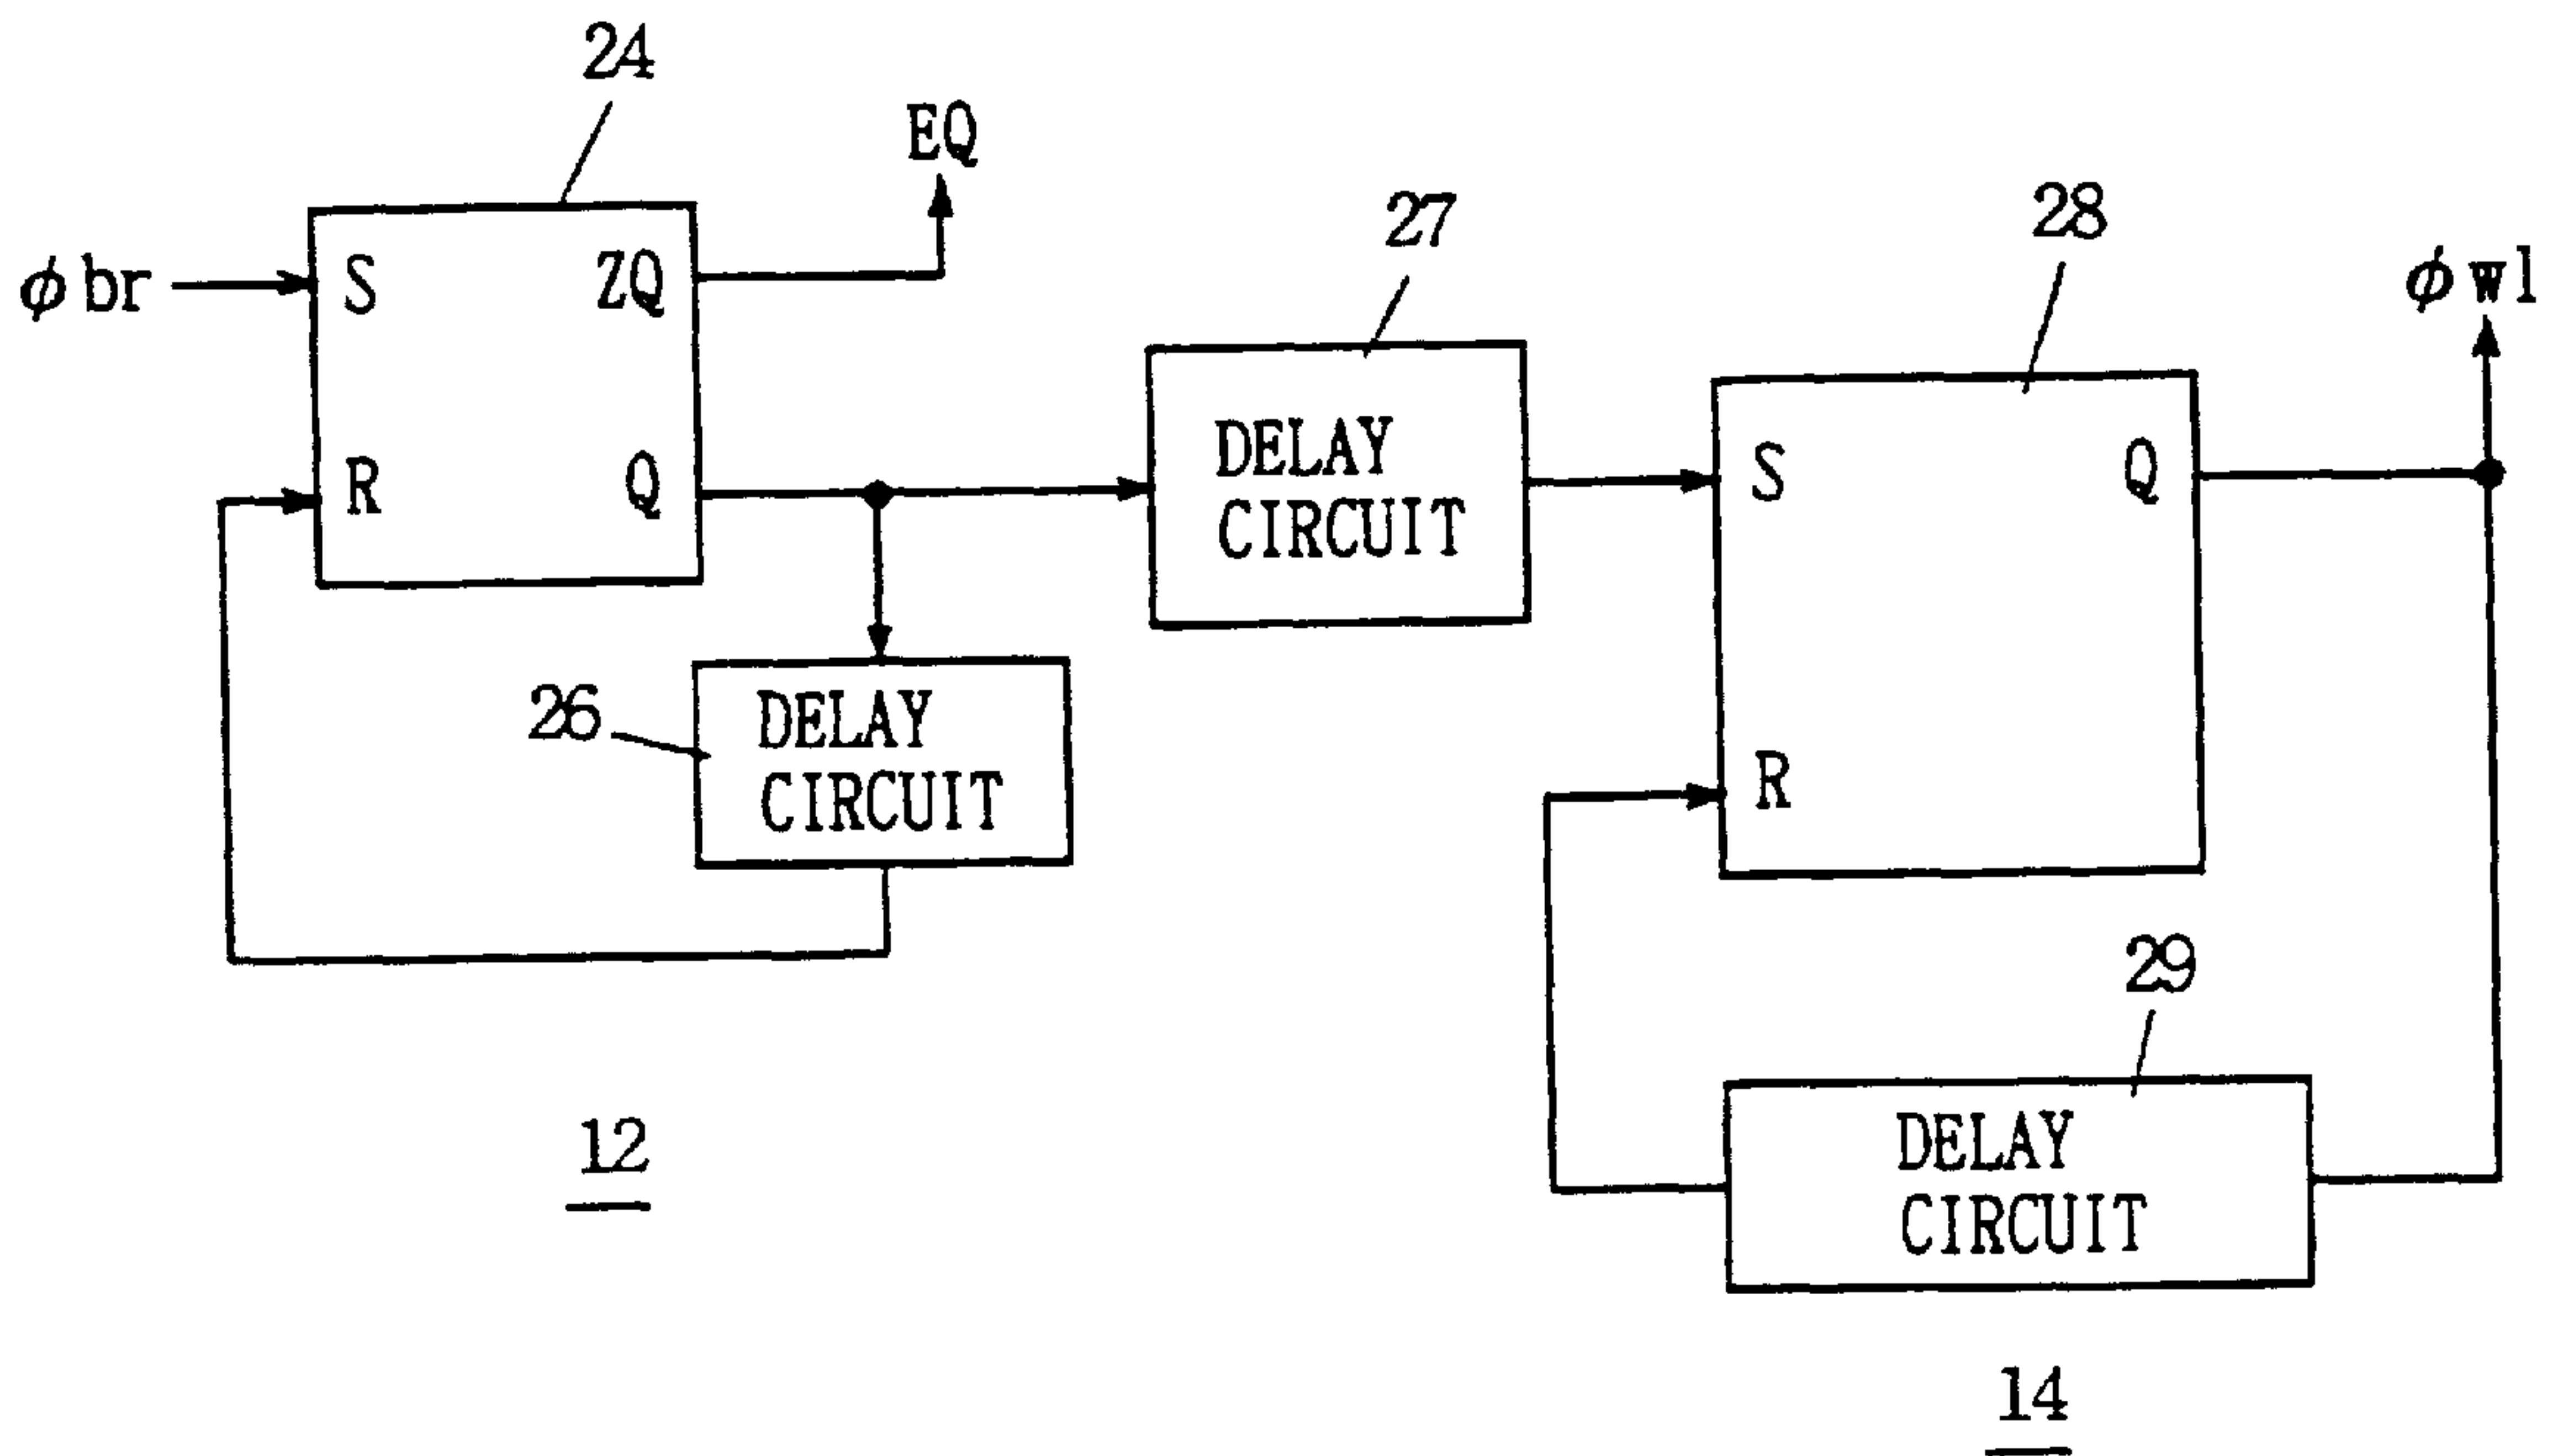 24
EQ
φbr
S
ZQ
R
Q
27
DELAY
CIRCUIT
28
φwl
S
Q
R
26
DELAY
CIRCUIT
29
DELAY
CIRCUIT
12
14